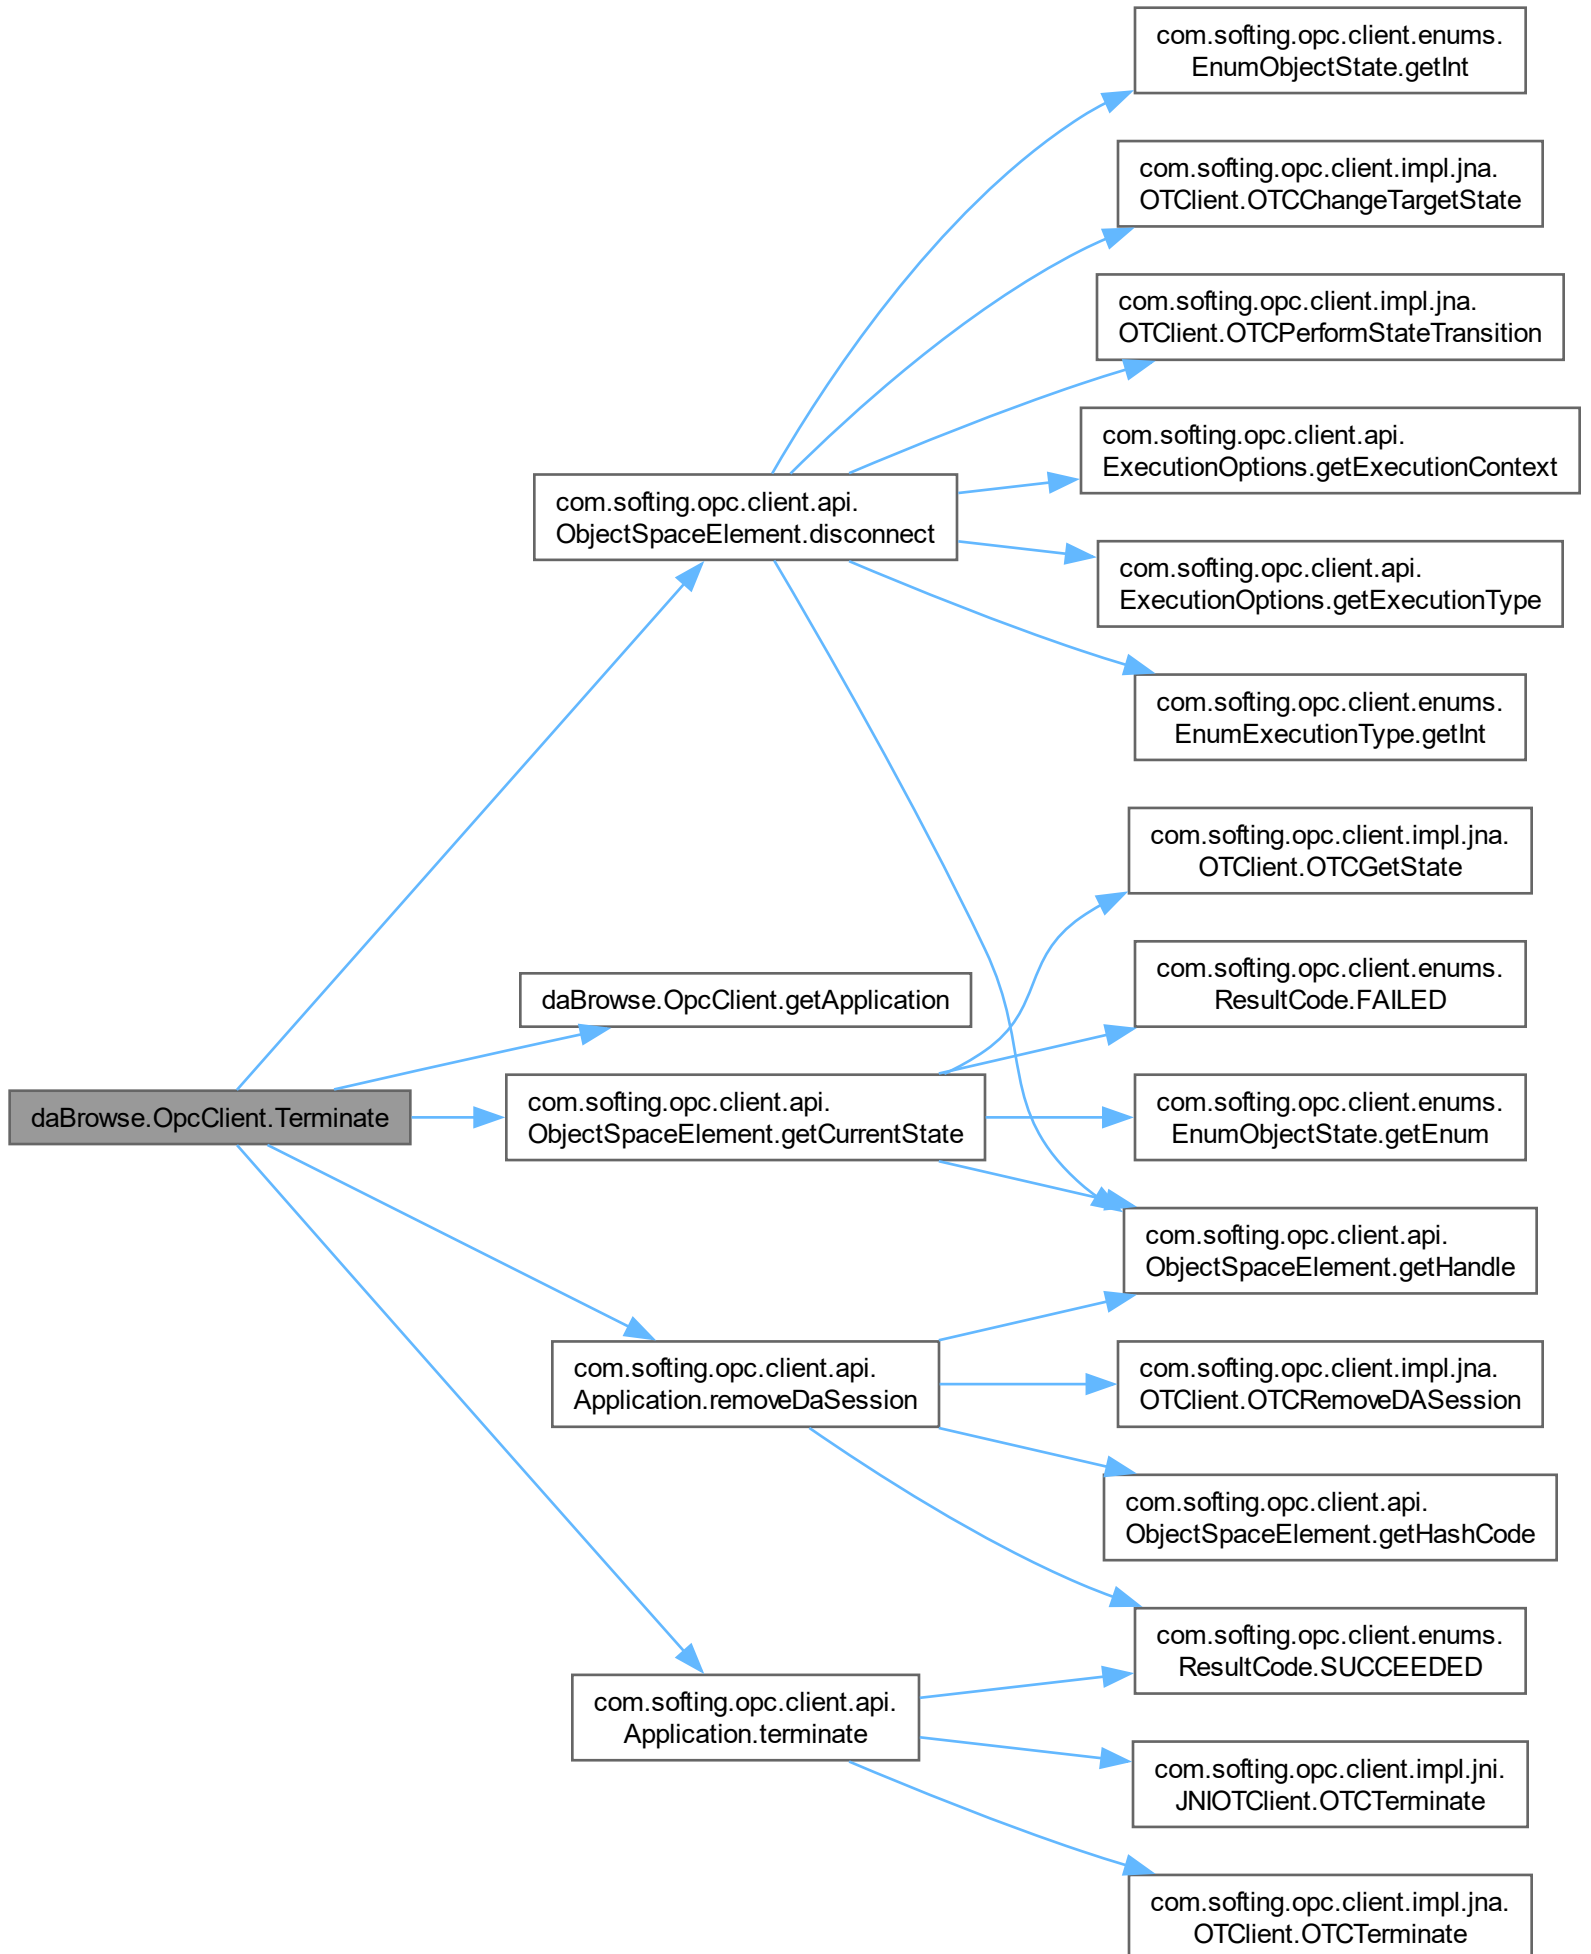 com.softing.opc.client.enums.
EnumObjectState.getInt
com.softing.opc.client.impl.jna.
OTClient.OTCChangeTargetState
com.softing.opc.client.impl.jna.
OTClient.OTCPerformStateTransition
com.softing.opc.client.api.
ExecutionOptions.getExecutionContext
com.softing.opc.client.api.
ObjectSpaceElement.disconnect
com.softing.opc.client.api.
ExecutionOptions.getExecutionType
com.softing.opc.client.enums.
EnumExecutionType.getInt
com.softing.opc.client.impl.jna.
OTClient.OTCGetState
com.softing.opc.client.enums.
ResultCode.FAILED
daBrowse.OpcClient.getApplication
daBrowse.OpcClient.Terminate
com.softing.opc.client.api.
ObjectSpaceElement.getCurrentState
com.softing.opc.client.enums.
EnumObjectState.getEnum
com.softing.opc.client.api.
ObjectSpaceElement.getHandle
com.softing.opc.client.api.
Application.removeDaSession
com.softing.opc.client.impl.jna.
OTClient.OTCRemoveDASession
com.softing.opc.client.api.
ObjectSpaceElement.getHashCode
com.softing.opc.client.enums.
ResultCode.SUCCEEDED
com.softing.opc.client.api.
Application.terminate
com.softing.opc.client.impl.jni.
JNIOTClient.OTCTerminate
com.softing.opc.client.impl.jna.
OTClient.OTCTerminate